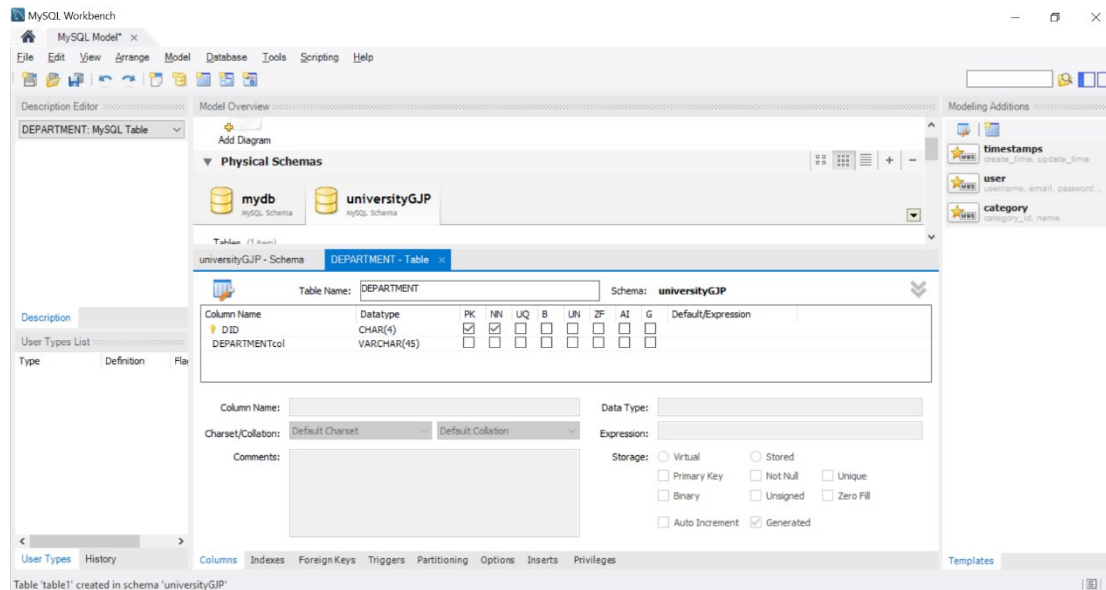 MySQL Workbench
MySQL Model* ×
File Edit View Arrange Model Database Tools Scripting Help
Description Editor
DEPARTMENT: MySQL Table
Description
User Types List
Type Definition Flag
User Types History
Model Overview
Add Diagram
Physical Schemas
mydb
MySQL Schema
universityGJP
MySQL Schema
Tables (1 item)
universityGJP - Schema DEPARTMENT - Table ×
Table Name: DEPARTMENT Schema: universityGJP
Column Name Datatype PK NN UQ B UN ZF AI G Default/Expression
DID CHAR(4)
DEPARTMENTcol VARCHAR(45)
Column Name: Data Type:
Charset/Collation: Default Charset Default Collation Expression:
Comments: Storage: Virtual Stored
Primary Key Not Null Unique
Binary Unsigned Zero Fill
Auto Increment Generated
Columns Indexes Foreign Keys Triggers Partitioning Options Inserts Privileges
Modeling Additions
timestamps
create_time, update_time
user
username, email, password...
category
category_id, name
Templates
Table 'table1' created in schema 'universityGJP'